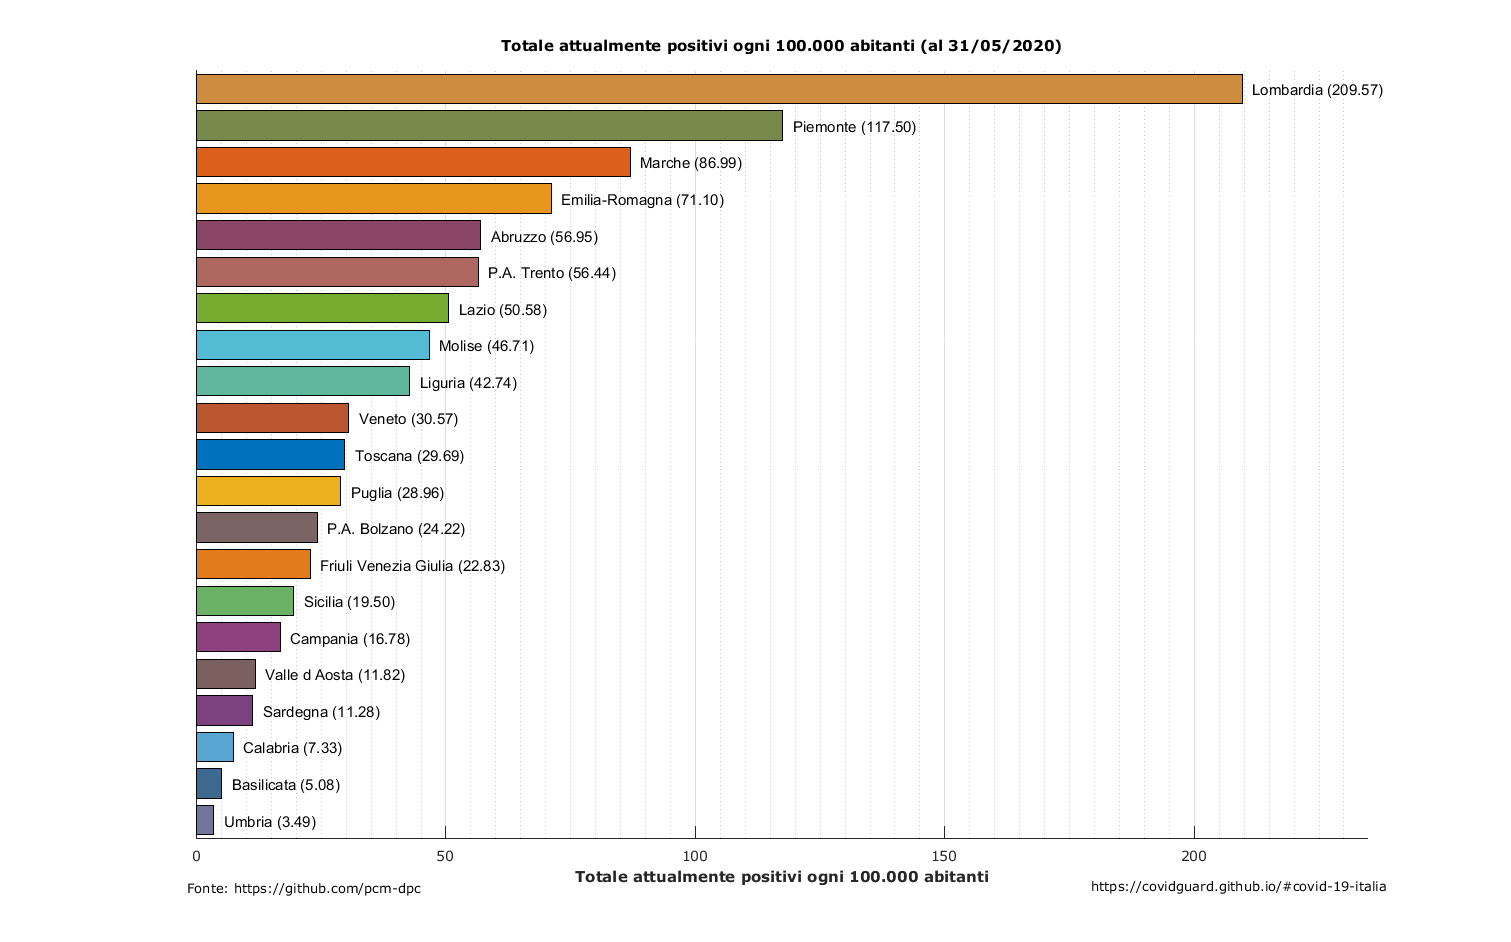 Totale attualmente positivi ogni 100.000 abitanti (al 31/05/2020)
Lombardia (209.57)
Piemonte (117.50)
Marche (86.99)
Emilia-Romagna (71.10)
Abruzzo (56.95)
P.A. Trento (56.44)
Lazio (50.58)
Molise (46.71)
Liguria (42.74)
Veneto (30.57)
Toscana (29.69)
Puglia (28.96)
P.A. Bolzano (24.22)
Friuli Venezia Giulia (22.83)
Sicilia (19.50)
Campania (16.78)
Valle d Aosta (11.82)
Sardegna (11.28)
Calabria (7.33)
Basilicata (5.08)
Umbria (3.49)
0 50 100 150 200
Totale attualmente positivi ogni 100.000 abitanti
Fonte: https://github.com/pcm-dpc
https://covidguard.github.io/#covid-19-italia